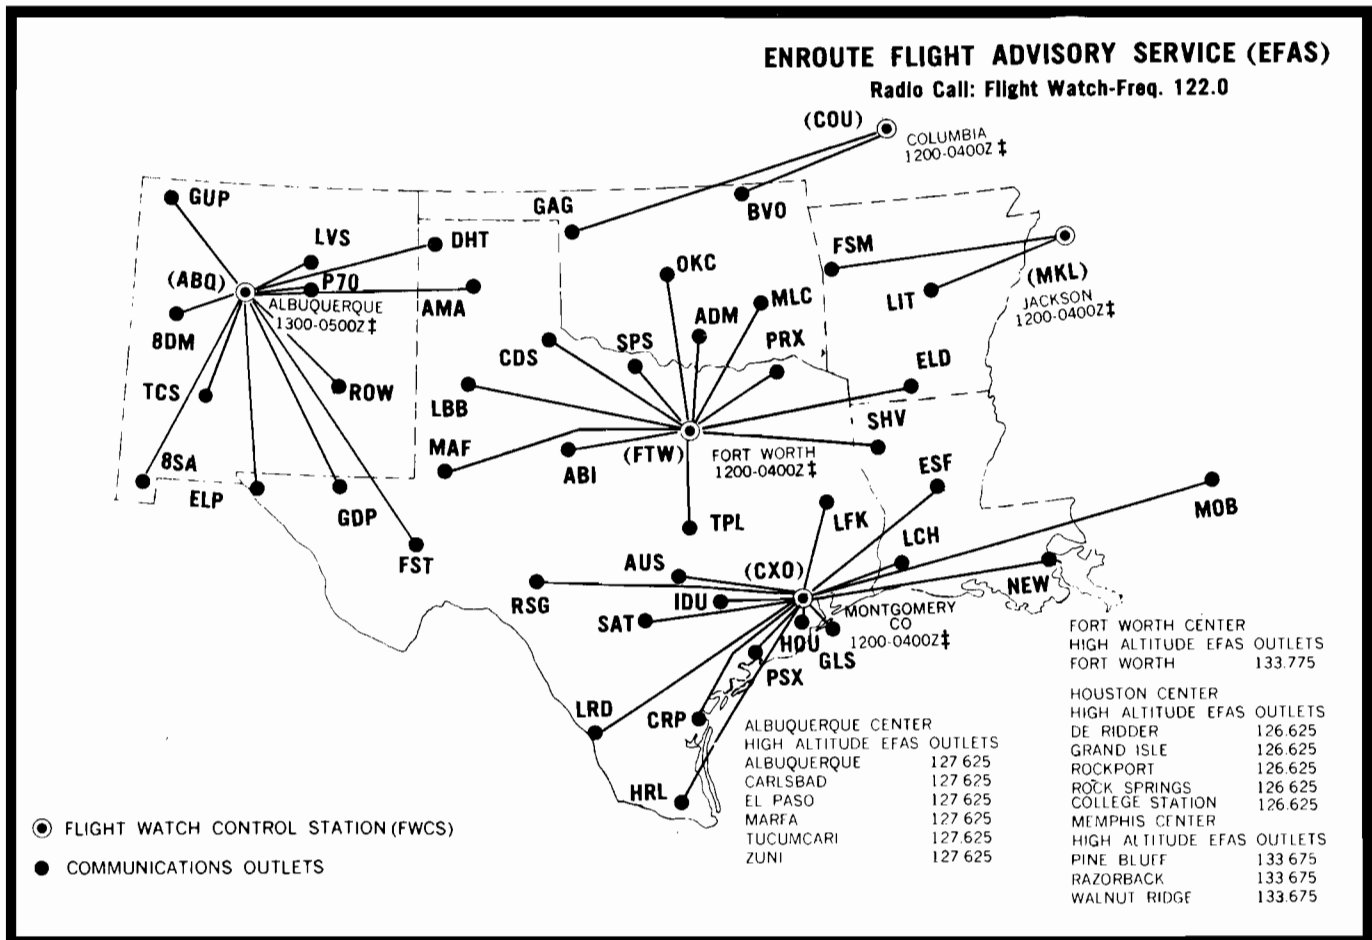 ENROUTE FLIGHT ADVISORY SERVICE (EFAS)
Radio Call: Flight Watch-Freq. 122.0
(COU)
COLUMBIA
1200-0400Z ‡
GUP
GAG
BVO
LVS
DHT
FSM
OKC
(ABQ)
P70
(MKL)
ALBUQUERQUE
1300-0500Z ‡
AMA
MLC
LIT
JACKSON
1200-0400Z ‡
8DM
ADM
SPS
PRX
CDS
ELD
TCS
ROW
LBB
SHV
MAF
ABI
(FTW)
FORT WORTH
1200-0400Z ‡
8SA
ESF
ELP
GDP
TPL
LFK
MOB
FST
LCH
AUS
(CXO)
NEW
RSG
IDU
SAT
MONTGOMERY
CO
1200-0400Z ‡
HOU
GLS
PSX
LRD
CRP
HRL
FORT WORTH CENTER
HIGH ALTITUDE EFAS OUTLETS
FORT WORTH 133.775
HOUSTON CENTER
HIGH ALTITUDE EFAS OUTLETS
DE RIDDER 126.625
GRAND ISLE 126.625
ROCKPORT 126.625
ROCK SPRINGS 126 625
COLLEGE STATION 126.625
MEMPHIS CENTER
HIGH ALTITUDE EFAS OUTLETS
PINE BLUFF 133 675
RAZORBACK 133 675
WALNUT RIDGE 133.675
ALBUQUERQUE CENTER
HIGH ALTITUDE EFAS OUTLETS
ALBUQUERQUE 127 625
CARLSBAD 127 625
EL PASO 127 625
MARFA 127 625
TUCUMCARI 127.625
ZUNI 127 625
FLIGHT WATCH CONTROL STATION (FWCS)
COMMUNICATIONS OUTLETS